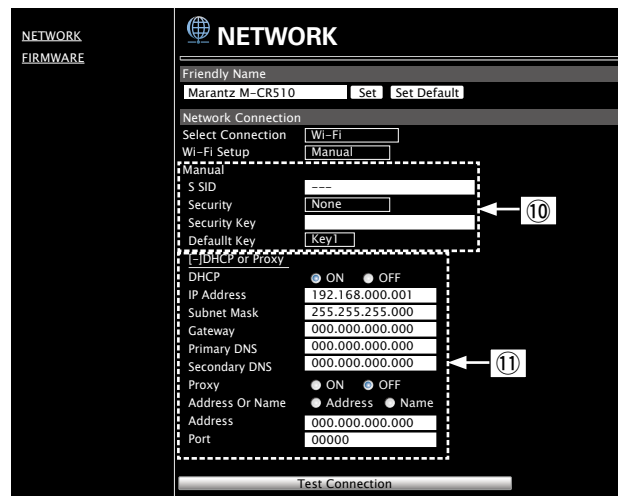 NETWORK
FIRMWARE
NETWORK
Friendly Name
Marantz M-CR510 Set Set Default
Network Connection
Select Connection Wi-Fi
Wi-Fi Setup Manual
Manual
S SID ---
Security None
Security Key
Defaullt Key Key1
⑩
[-]DHCP or Proxy
DHCP ON OFF
IP Address 192.168.000.001
Subnet Mask 255.255.255.000
Gateway 000.000.000.000
Primary DNS 000.000.000.000
Secondary DNS 000.000.000.000
⑪
Proxy ON OFF
Address Or Name Address Name
Address 000.000.000.000
Port 00000
Test Connection